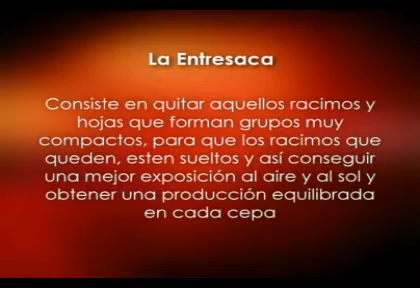 La Entresaca
Consiste en quitar aquellos racimos y
hojas que forman grupos muy
compactos, para que los racimos que
queden, esten sueltos y así conseguir
una mejor exposición al aire y al sol y
obtener una producción equilibrada
en cada cepa